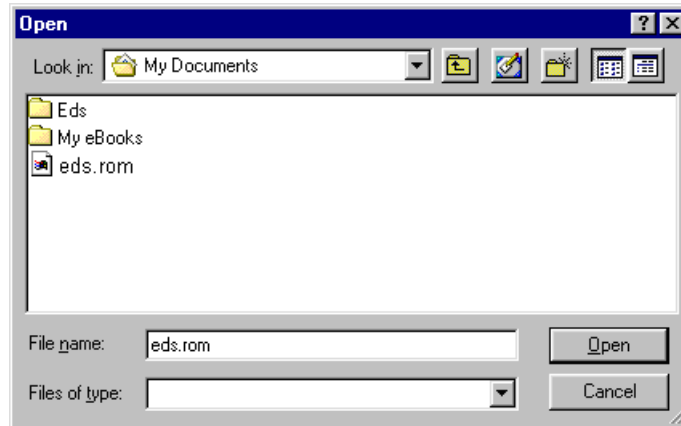 Open
Look in: My Documents
Eds
My eBooks
eds.rom
File name: eds.rom Open
Files of type: Cancel